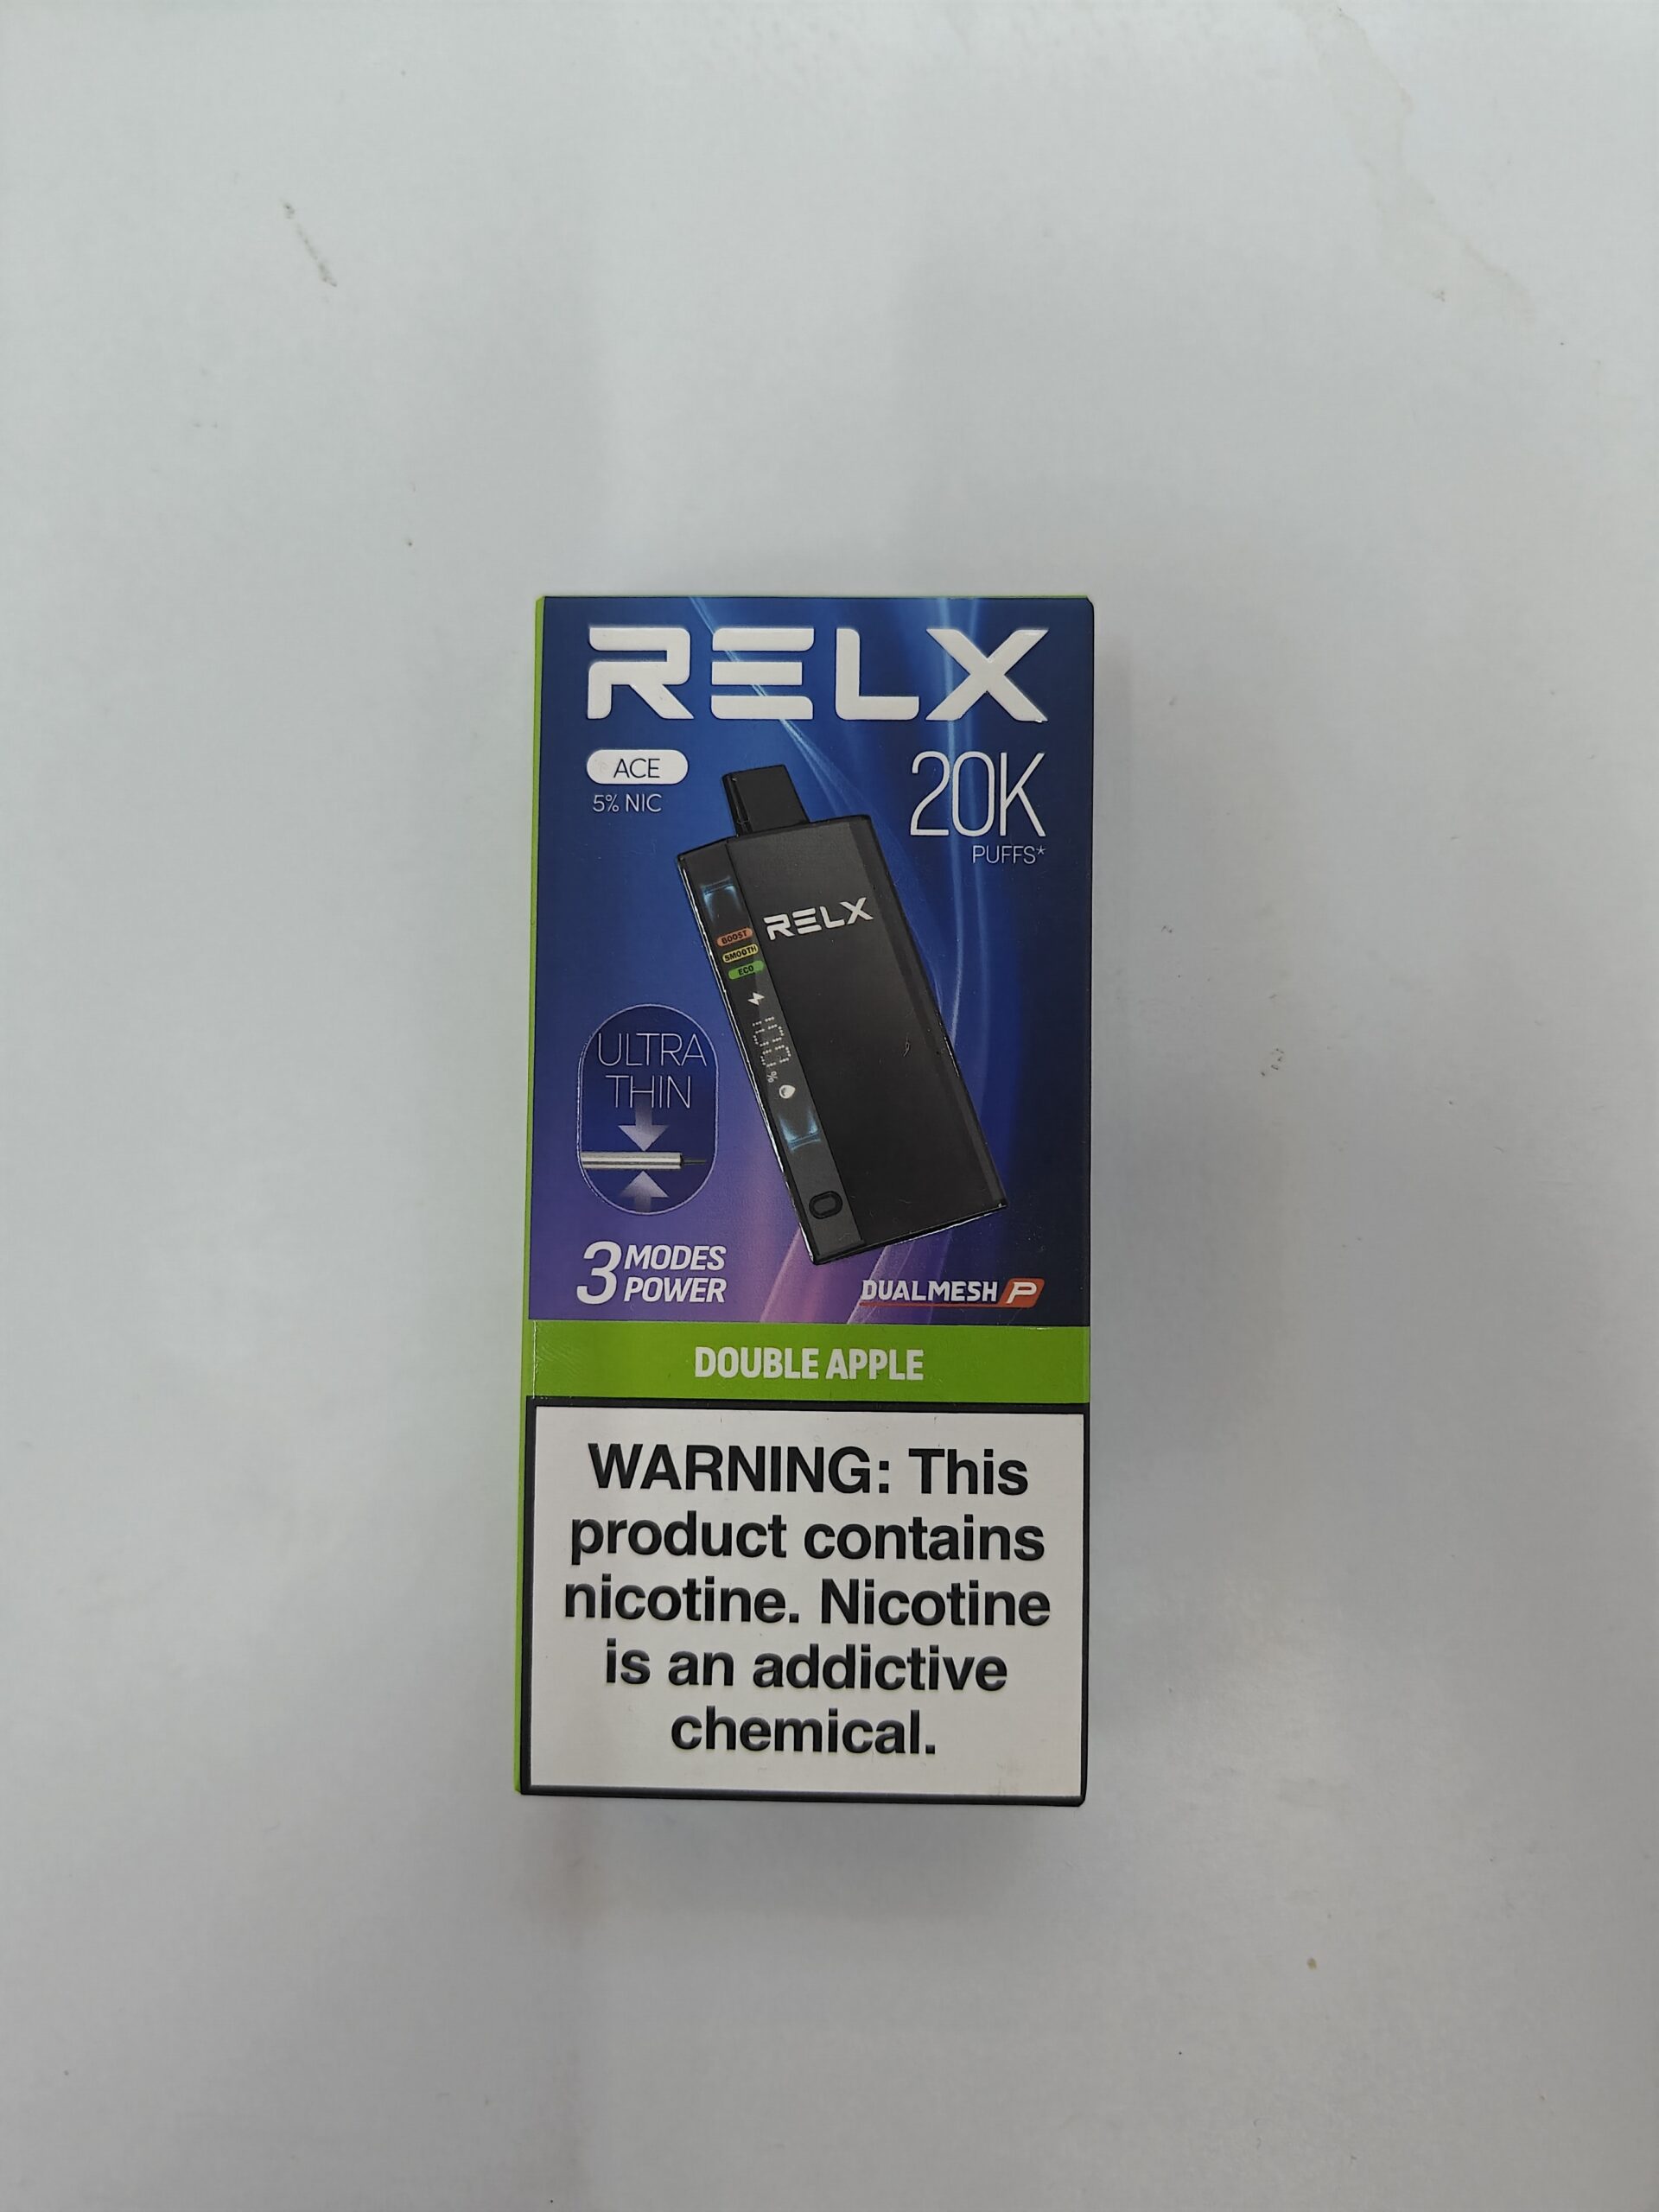 RELX
ACE
5% NIC
20K
PUFFS*
RELX
BOOST
SMOOTH
ECO
100%
ULTRA
THIN
3 MODES
POWER
DUALMESH P
DOUBLE APPLE
WARNING: This
product contains
nicotine. Nicotine
is an addictive
chemical.